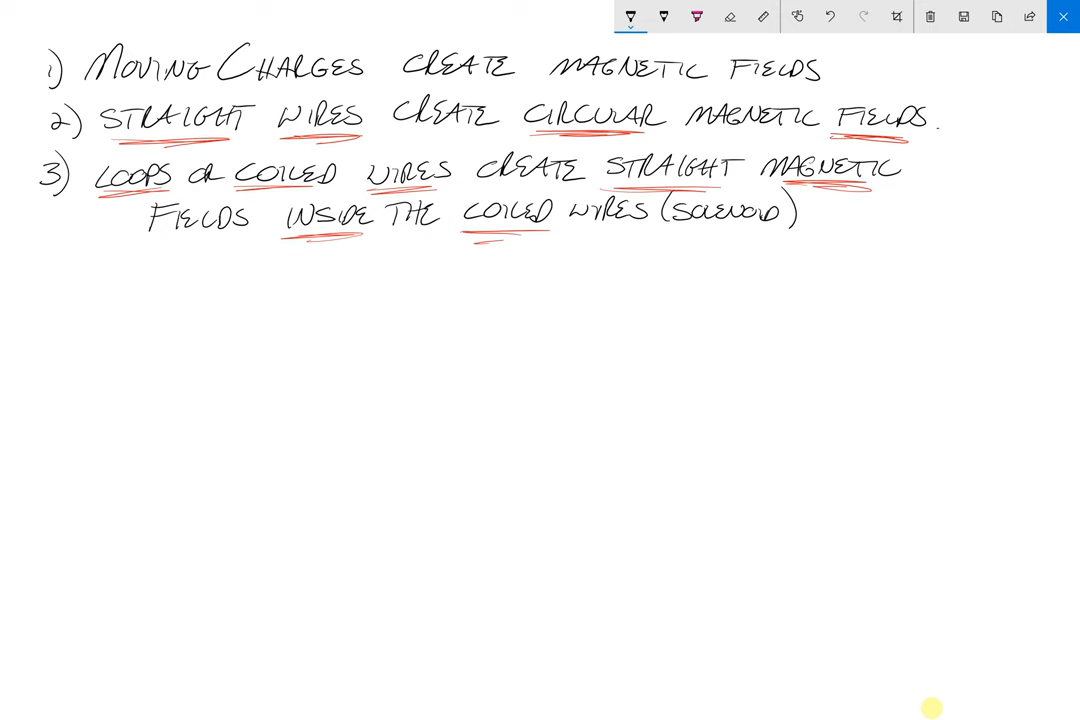 1) MOVING CHARGES CREATE MAGNETIC FIELDS
2) STRAIGHT WIRES CREATE CIRCULAR MAGNETIC FIELDS.
3) LOOPS OR COILED WIRES CREATE STRAIGHT MAGNETIC
FIELDS INSIDE THE COILED WIRES (SOLENOID)